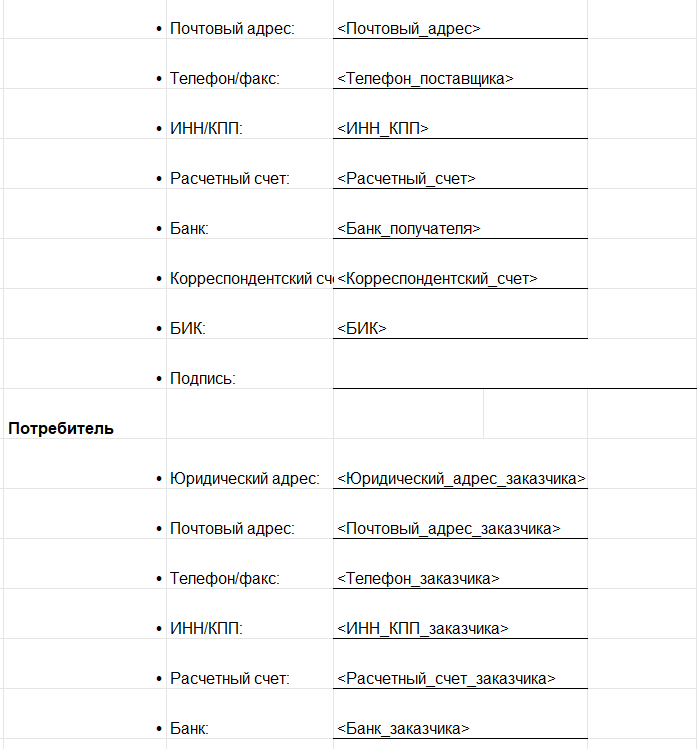 • Почтовый адрес: <Почтовый_адрес>
• Телефон/факс: <Телефон_поставщика>
• ИНН/КПП: <ИНН_КПП>
• Расчетный счет: <Расчетный_счет>
• Банк: <Банк_получателя>
• Корреспондентский сч <Корреспондентский_счет>
• БИК: <БИК>
• Подпись:
Потребитель
• Юридический адрес: <Юридический_адрес_заказчика>
• Почтовый адрес: <Почтовый_адрес_заказчика>
• Телефон/факс: <Телефон_заказчика>
• ИНН/КПП: <ИНН_КПП_заказчика>
• Расчетный счет: <Расчетный_счет_заказчика>
• Банк: <Банк_заказчика>